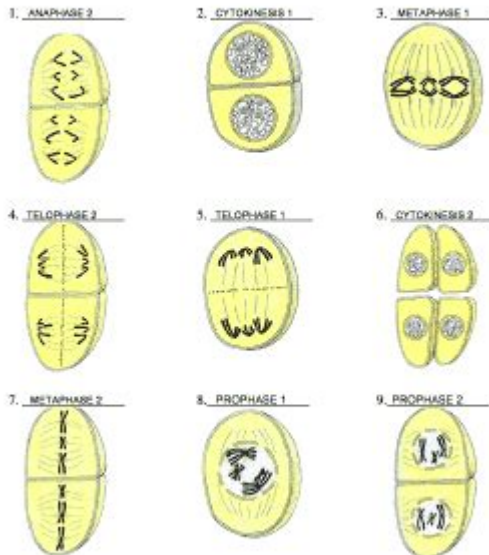 1. ANAPHASE 2
2. CYTOKINESIS 1
3. METAPHASE 1
4. TELOPHASE 2
5. TELOPHASE 1
6. CYTOKINESIS 2
7. METAPHASE 2
8. PROPHASE 1
9. PROPHASE 2